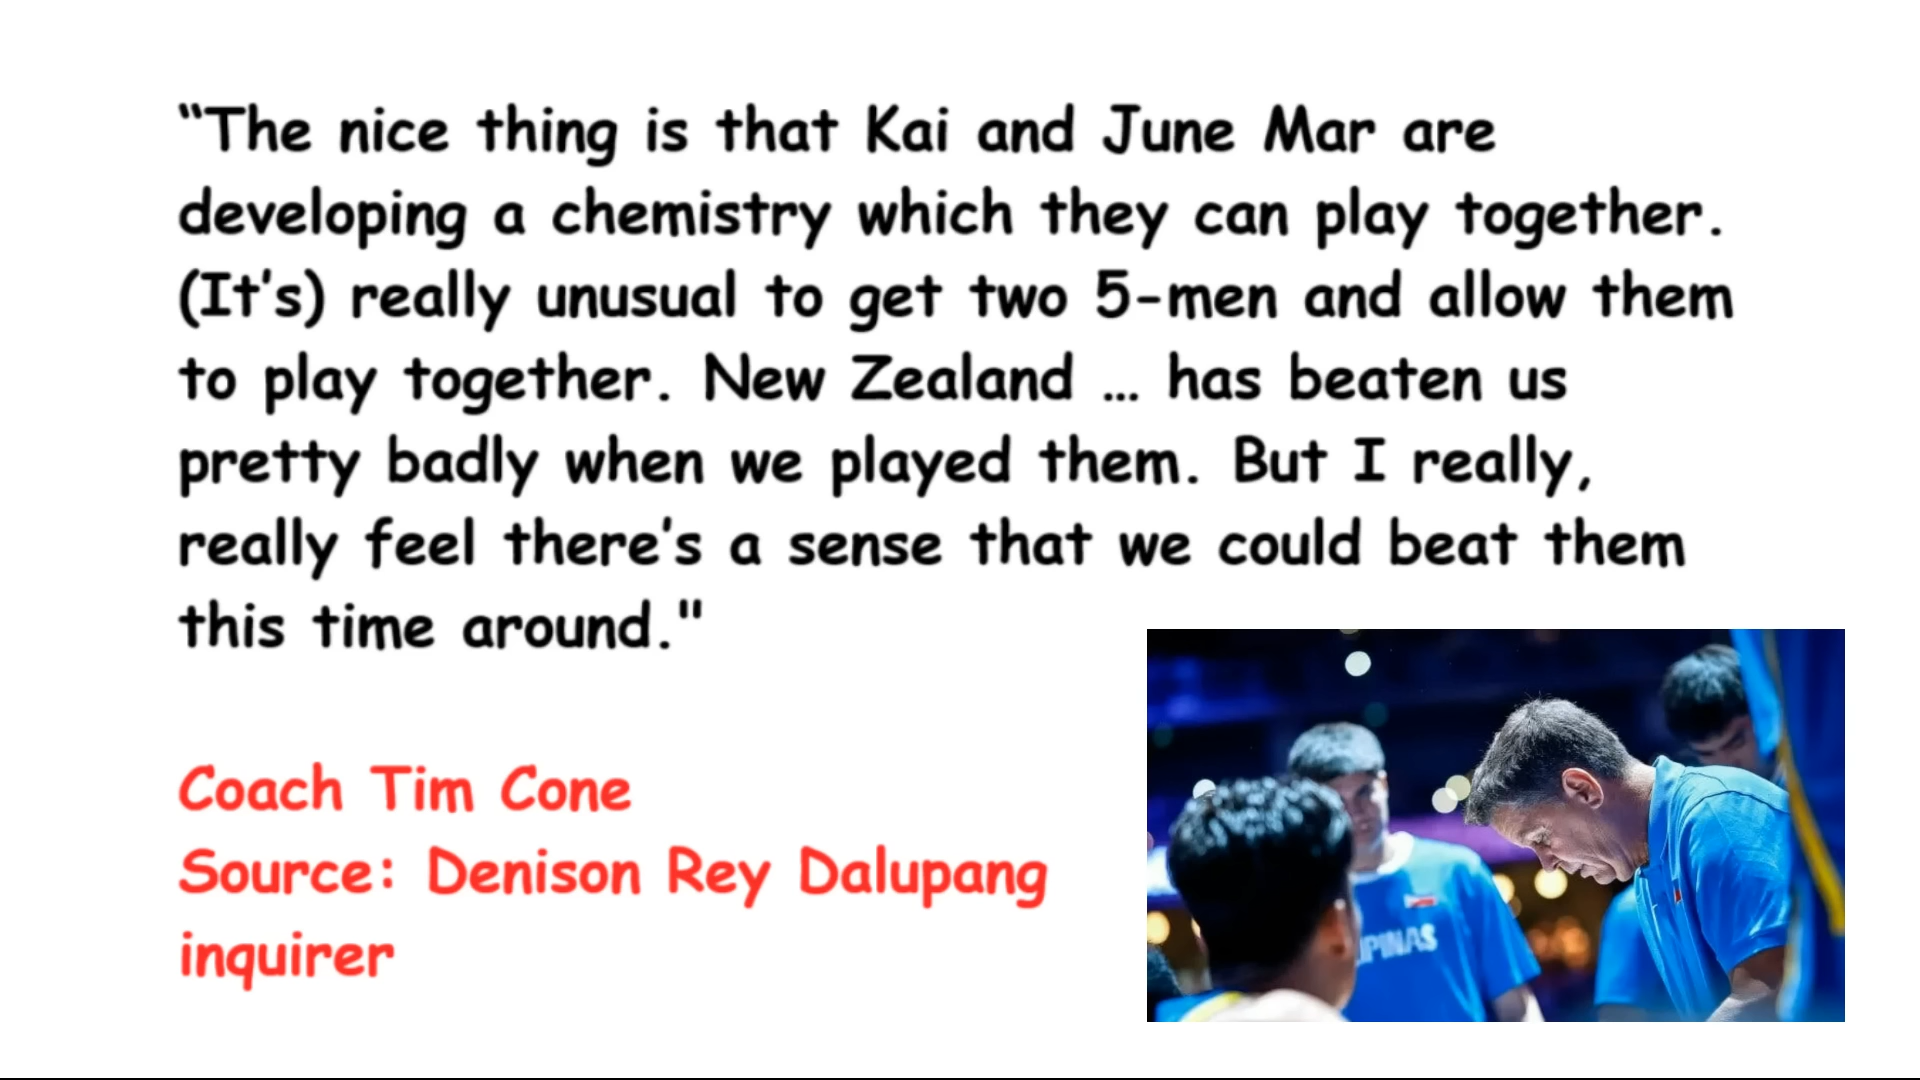 “The nice thing is that Kai and June Mar are
developing a chemistry which they can play together.
(It’s) really unusual to get two 5-men and allow them
to play together. New Zealand … has beaten us
pretty badly when we played them. But I really,
really feel there’s a sense that we could beat them
this time around."
Coach Tim Cone
Source: Denison Rey Dalupang
inquirer
IPINAS